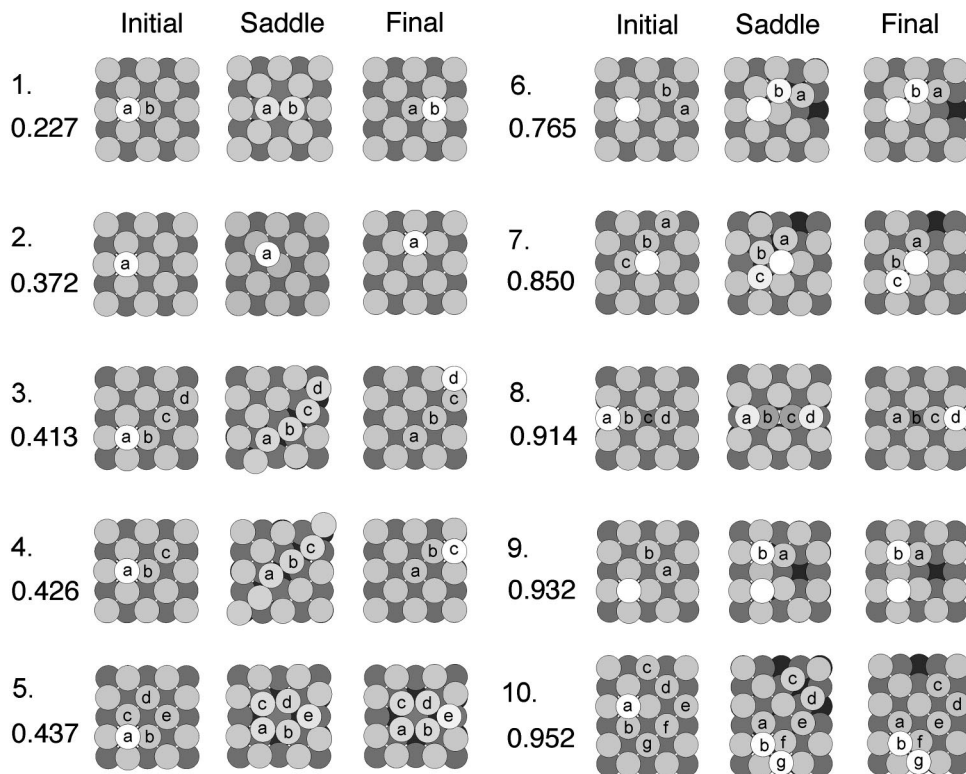 Initial Saddle Final
1.
0.227
a b
a b
a b
2.
0.372
a
a
a
3.
0.413
d
c
a b
d
c
b
a
d
c
b
a
4.
0.426
c
a b
c
b
a
b c
a
5.
0.437
d
c e
a b
c d
e
a b
c d
e
a b
Initial Saddle Final
6.
0.765
b
a
b a
b a
7.
0.850
a
b
c
a
b
c
a
b
c
8.
0.914
a b c d
a b c d
a b c d
9.
0.932
b
a
b a
b a
10.
0.952
c
d
a e
b f
g
c
d
a e
b f
g
c
d
a e
b f
g